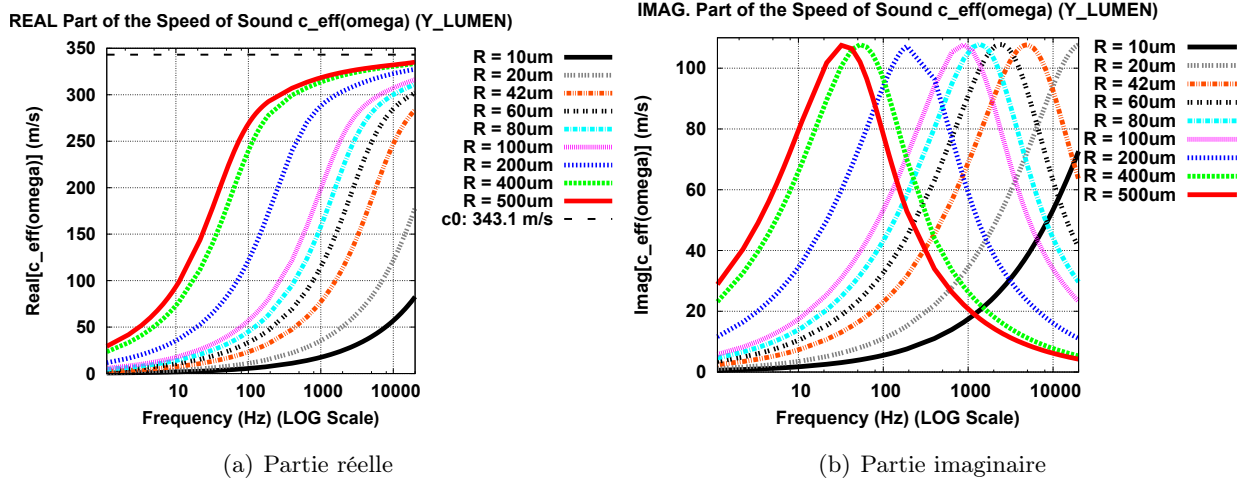 REAL Part of the Speed of Sound c_eff(omega) (Y_LUMEN)
Real[c_eff(omega)] (m/s)
350
300
250
200
150
100
50
0
10
100
1000
10000
Frequency (Hz) (LOG Scale)
R = 10um
R = 20um
R = 42um
R = 60um
R = 80um
R = 100um
R = 200um
R = 400um
R = 500um
c0: 343.1 m/s
(a) Partie réelle
IMAG. Part of the Speed of Sound c_eff(omega) (Y_LUMEN)
Imag[c_eff(omega)] (m/s)
100
80
60
40
20
0
10
100
1000
10000
Frequency (Hz) (LOG Scale)
R = 10um
R = 20um
R = 42um
R = 60um
R = 80um
R = 100um
R = 200um
R = 400um
R = 500um
(b) Partie imaginaire